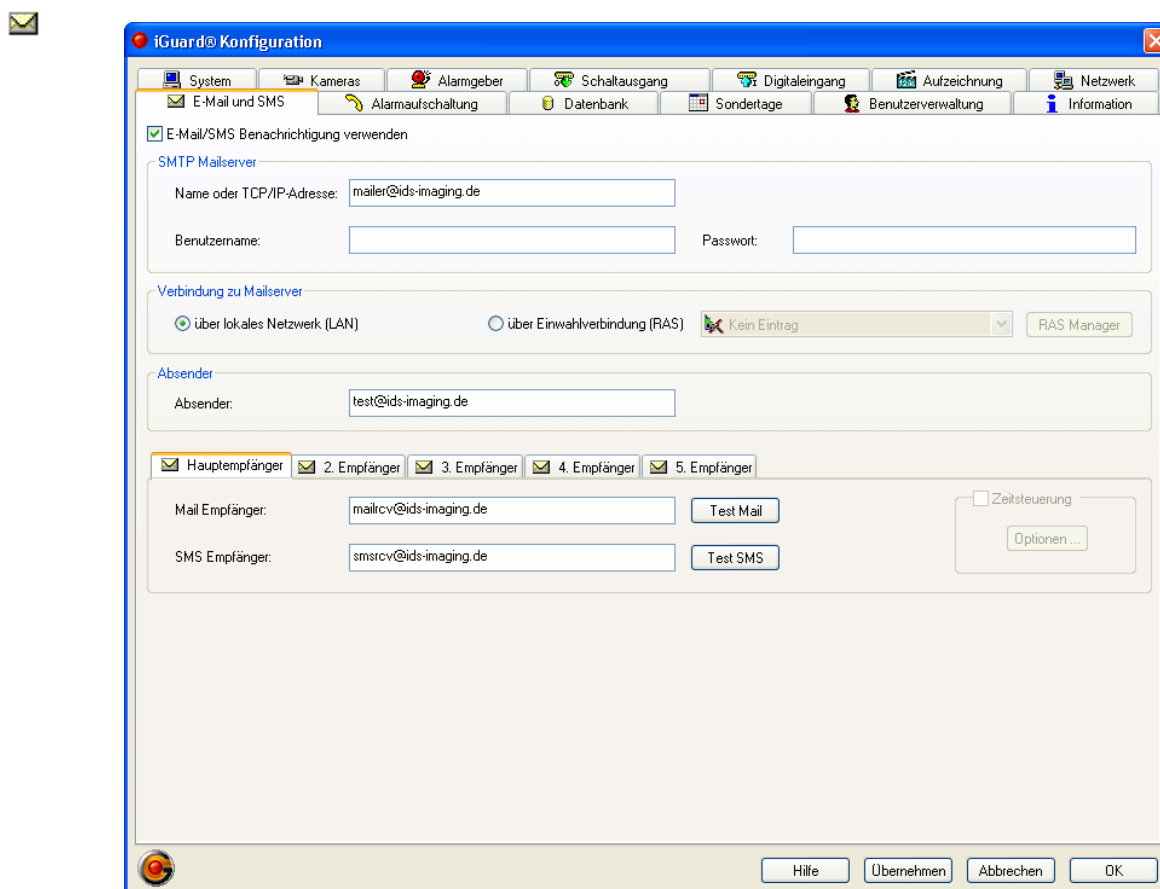 iGuard® Konfiguration
System Kameras Alarmgeber Schaltausgang Digitaleingang Aufzeichnung Netzwerk
E-Mail und SMS Alarmaufschaltung Datenbank Sondertage Benutzerverwaltung Information
E-Mail/SMS Benachrichtigung verwenden
SMTP Mailserver
Name oder TCP/IP-Adresse: mailer@ids-imaging.de
Benutzername: Passwort:
Verbindung zu Mailserver
über lokales Netzwerk (LAN) über Einwahlverbindung (RAS) Kein Eintrag RAS Manager
Absender
Absender: test@ids-imaging.de
Hauptempfänger 2. Empfänger 3. Empfänger 4. Empfänger 5. Empfänger
Mail Empfänger: mailrcv@ids-imaging.de Test Mail Zeitsteuerung
Optionen ...
SMS Empfänger: smsrcv@ids-imaging.de Test SMS
Hilfe Übernehmen Abbrechen OK